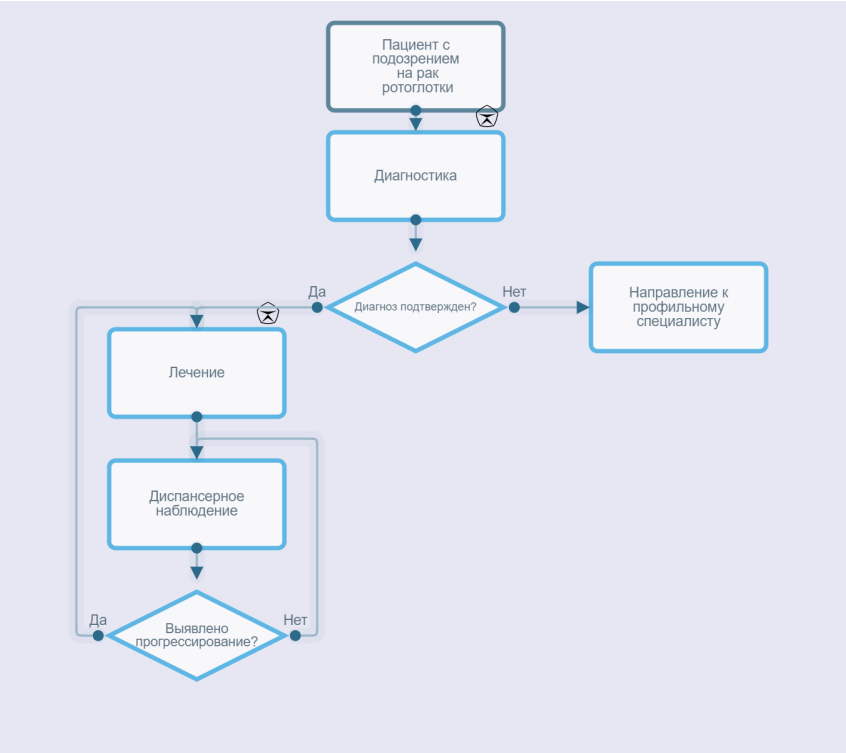 Пациент с
подозрением
на рак
ротоглотки
Диагностика
Да
Диагноз подтвержден?
Нет
Направление к
профильному
специалисту
Лечение
Диспансерное
наблюдение
Да
Выявлено
прогрессирование?
Нет